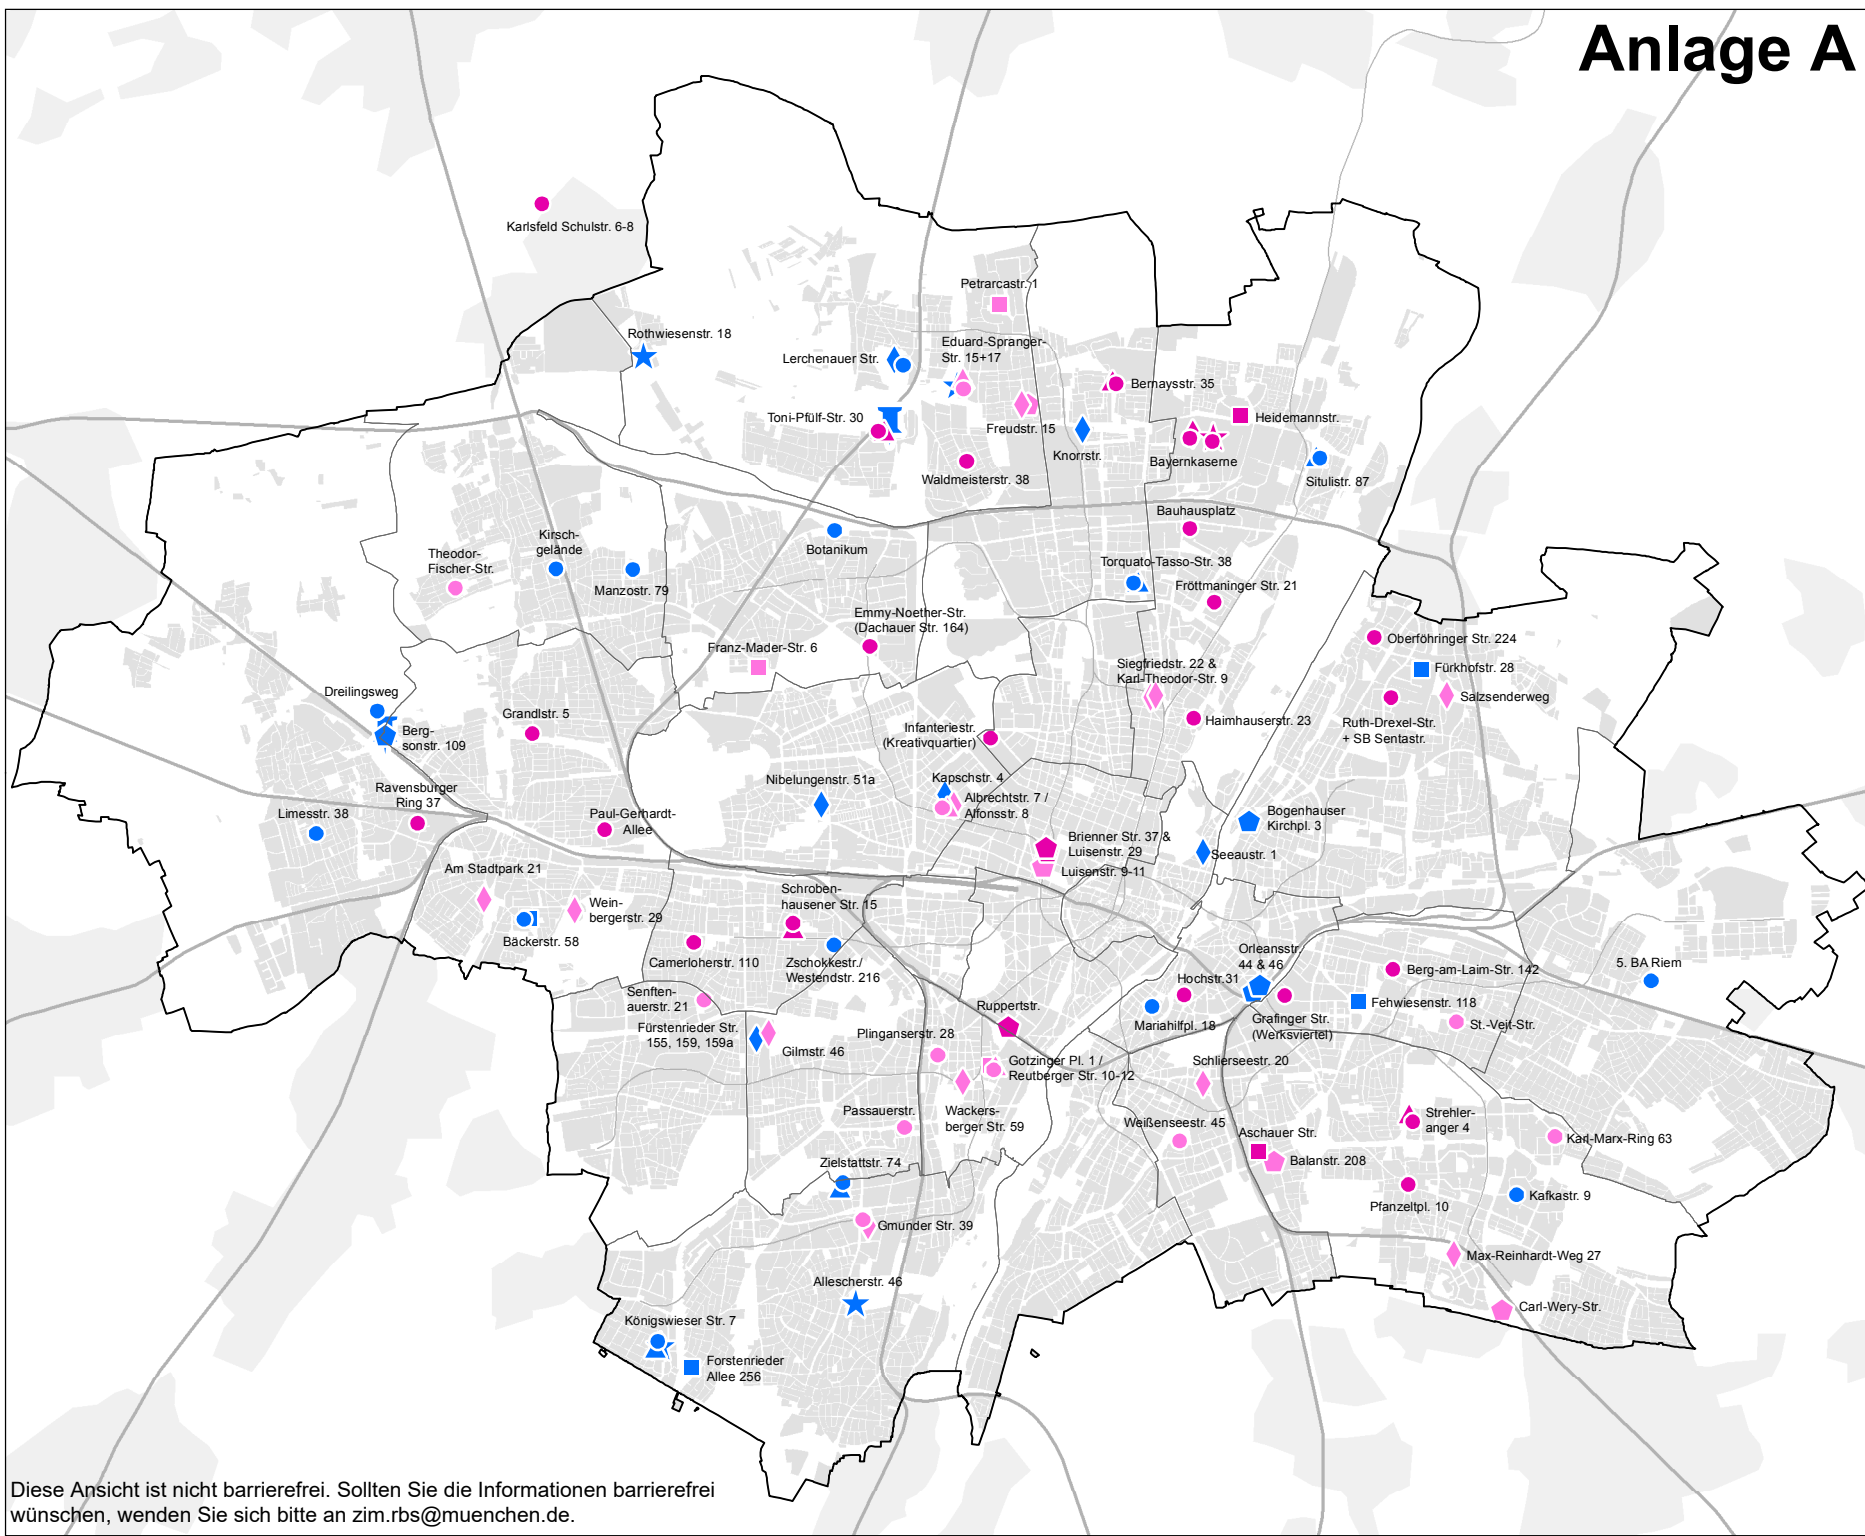 Anlage A
Karlsfeld Schulstr. 6-8
Petrarcastr. 1
Rothwiesenstr. 18
Lerchenauer Str.
Eduard-Spranger-
Str. 15+17
Bernaysstr. 35
Toni-Pfülf-Str. 30
Freudstr. 15
Heidemannstr.
Knorrstr.
Bayernkaserne
Waldmeisterstr. 38
Situlistr. 87
Bauhausplatz
Kirsch-
gelände
Botanikum
Theodor-
Fischer-Str.
Torquato-Tasso-Str. 38
Manzostr. 79
Fröttmaninger Str. 21
Emmy-Noether-Str.
(Dachauer Str. 164)
Oberföhringer Str. 224
Franz-Mader-Str. 6
Siegfriedstr. 22 &
Karl-Theodor-Str. 9
Fürkhofstr. 28
Dreilingsweg
Salzsenderweg
Grandlstr. 5
Haimhauserstr. 23
Ruth-Drexel-Str.
+ SB Sentastr.
Berg-
sonstr. 109
Infanteriestr.
(Kreativquartier)
Nibelungenstr. 51a
Kapschstr. 4
Ravensburger
Ring 37
Albrechtstr. 7 /
Alfonsstr. 8
Limesstr. 38
Paul-Gerhardt-
Allee
Bogenhauser
Kirchpl. 3
Brienner Str. 37 &
Luisenstr. 29
Seeaustr. 1
Luisenstr. 9-11
Am Stadtpark 21
Schroben-
hausener Str. 15
Wein-
bergerstr. 29
Bäckerstr. 58
Camerloherstr. 110
Zschokkestr./
Westendstr. 216
Orleansstr.
44 & 46
Hochstr.31
Berg-am-Laim-Str. 142
5. BA Riem
Senften-
auerstr. 21
Ruppertstr.
Fehwiesenstr. 118
Mariahilfpl. 18
Grafinger Str.
(Werksviertel)
St.-Veit-Str.
Fürstenrieder Str.
155, 159, 159a
Gilmstr. 46
Plinganserstr. 28
Gotzinger Pl. 1 /
Reutberger Str. 10-12
Schlierseestr. 20
Passauerstr.
Wackers-
berger Str. 59
Weißenseestr. 45
Strehler-
anger 4
Aschauer Str.
Karl-Marx-Ring 63
Balanstr. 208
Zielstattstr. 74
Pfanzeltpl. 10
Kafkastr. 9
Gmunder Str. 39
Max-Reinhardt-Weg 27
Allescherstr. 46
Carl-Wery-Str.
Königswieser Str. 7
Forstenrieder
Allee 256
Diese Ansicht ist nicht barrierefrei. Sollten Sie die Informationen barrierefrei
wünschen, wenden Sie sich bitte an zim.rbs@muenchen.de.